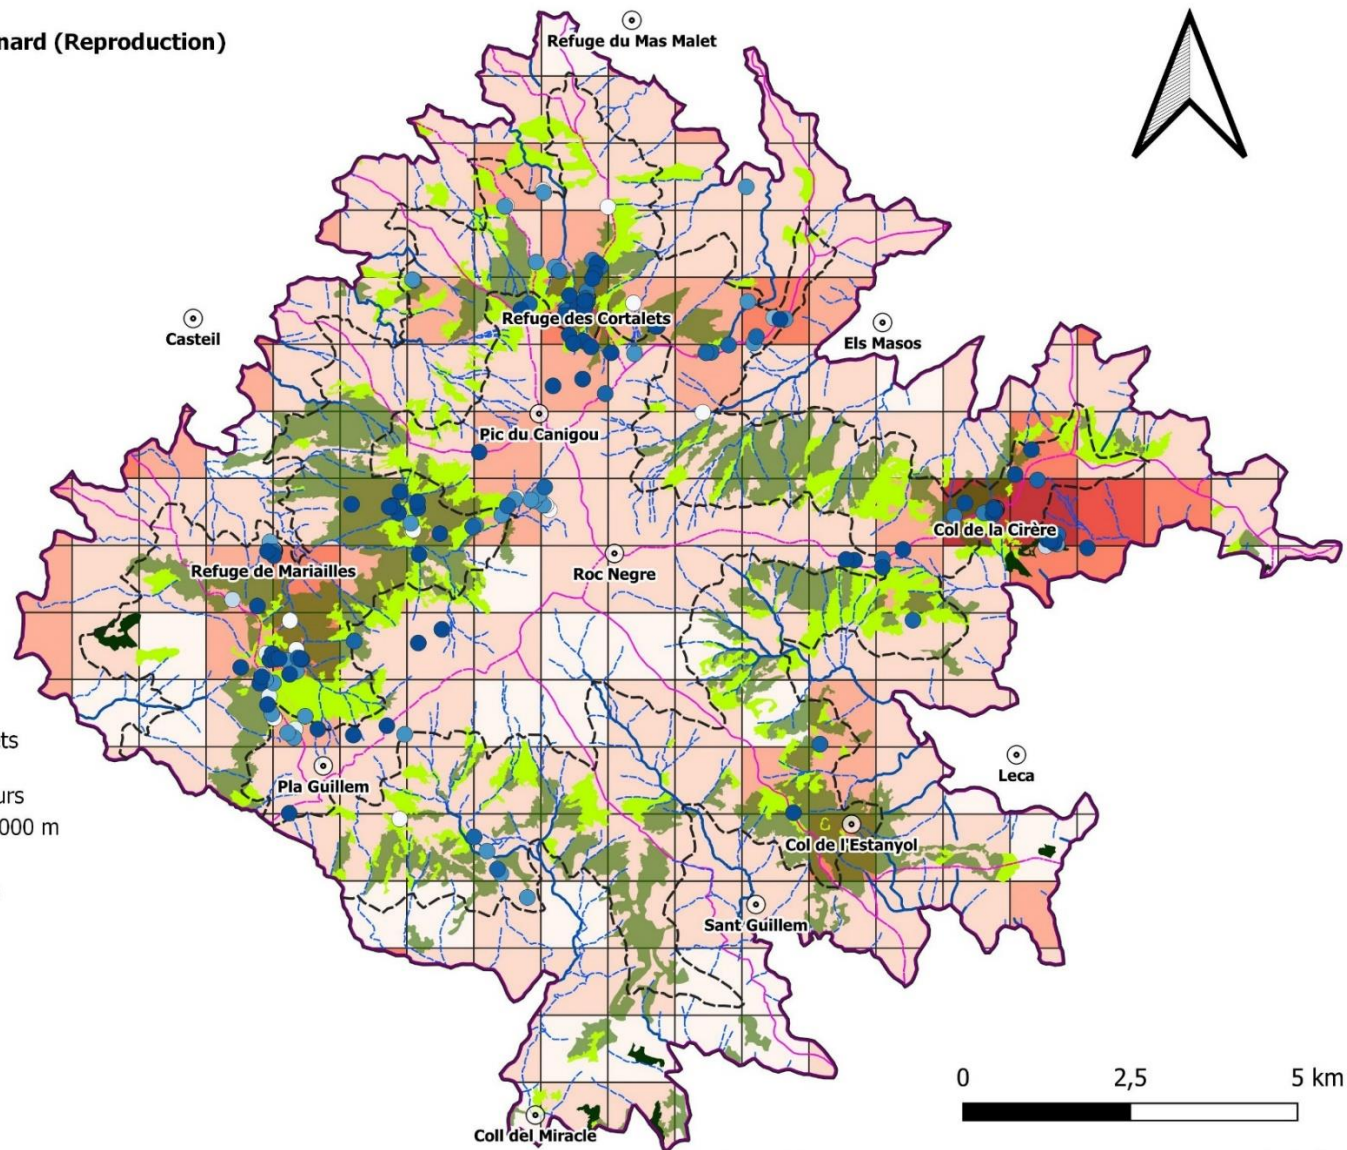 nard (Reproduction)
Refuge du Mas Malet
Casteil
Refuge des Cortalets
Els Masos
Pic du Canigou
Col de la Cirère
Refuge de Mariailles
Roc Negre
ts
Leca
Pla Guillem
urs
000 m
Col de l'Estanyol
Sant Guillem
0 2,5 5 km
Coll del Miracle